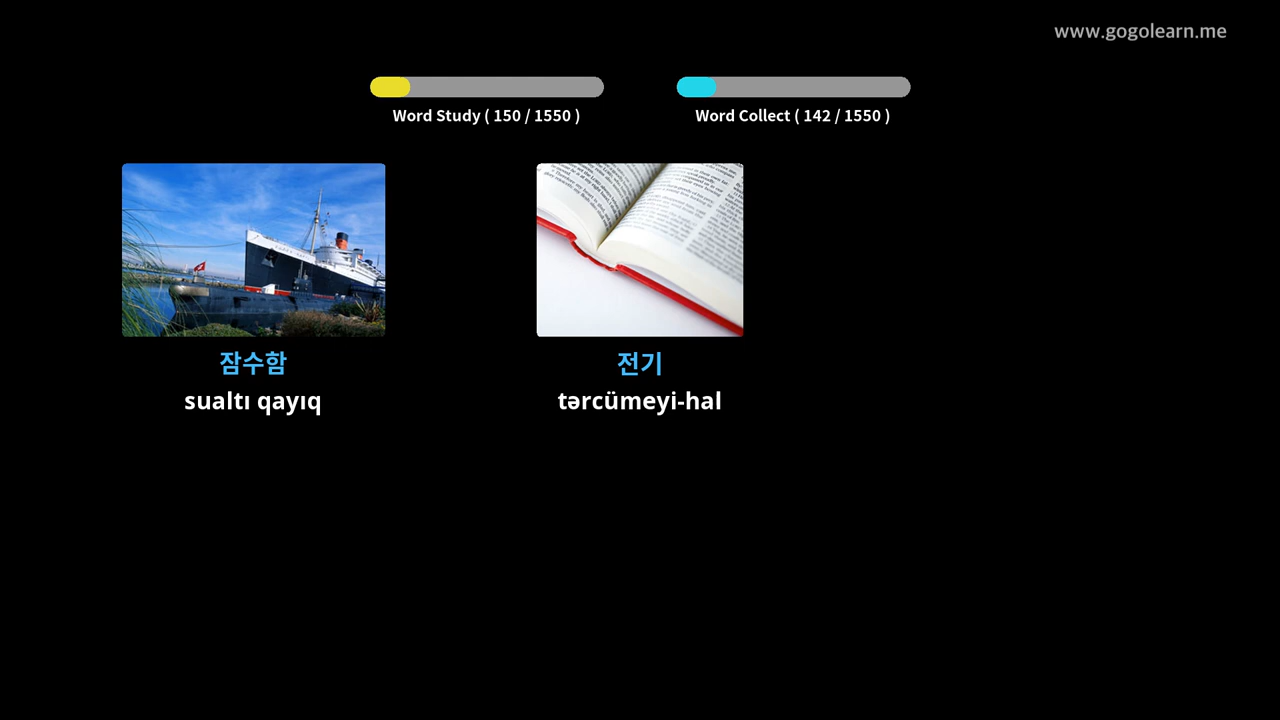 www.gogolearn.me
Word Study ( 150 / 1550 )
Word Collect ( 142 / 1550 )
잠수함
sualtı qayıq
전기
tərcümeyi-hal